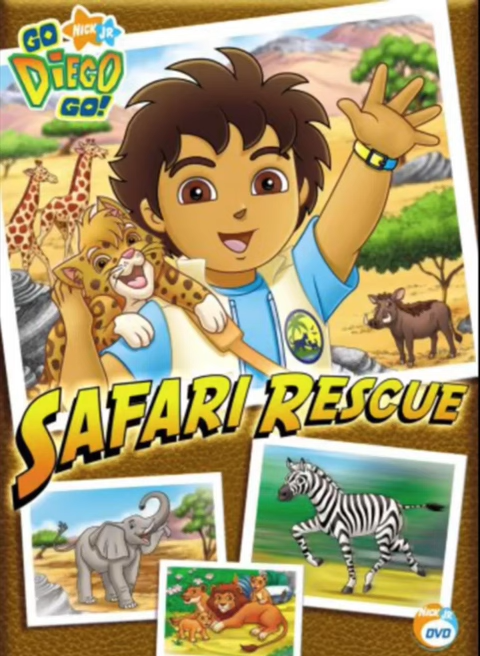 GO
NICK JR.
DIEGO
GO!
SAFARI RESCUE
NICK JR.
DVD